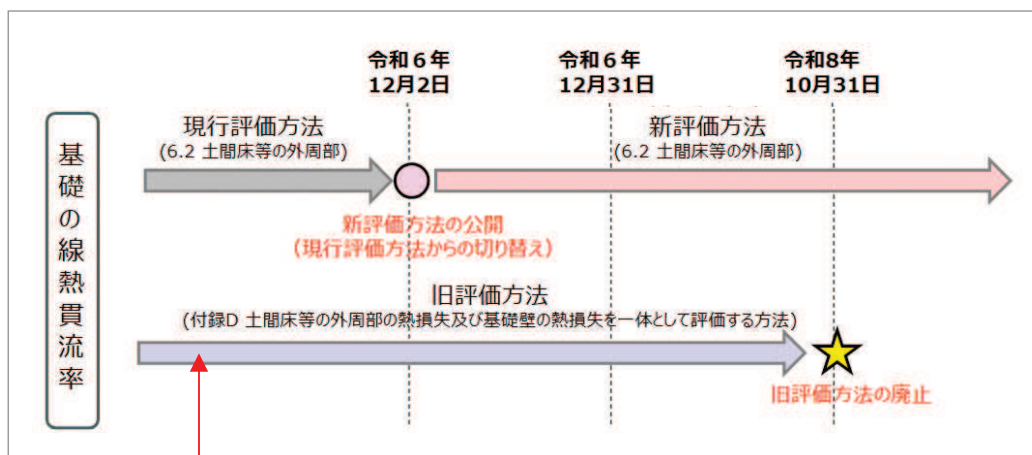 令和６年
12月2日
令和６年
12月31日
令和8年
10月31日
基礎の線熱貫流率
現行評価方法
(6.2 土間床等の外周部)
新評価方法
(6.2 土間床等の外周部)
新評価方法の公開
（現行評価方法からの切り替え）
旧評価方法
(付録D 土間床等の外周部の熱損失及び基礎壁の熱損失を一体として評価する方法)
旧評価方法の廃止